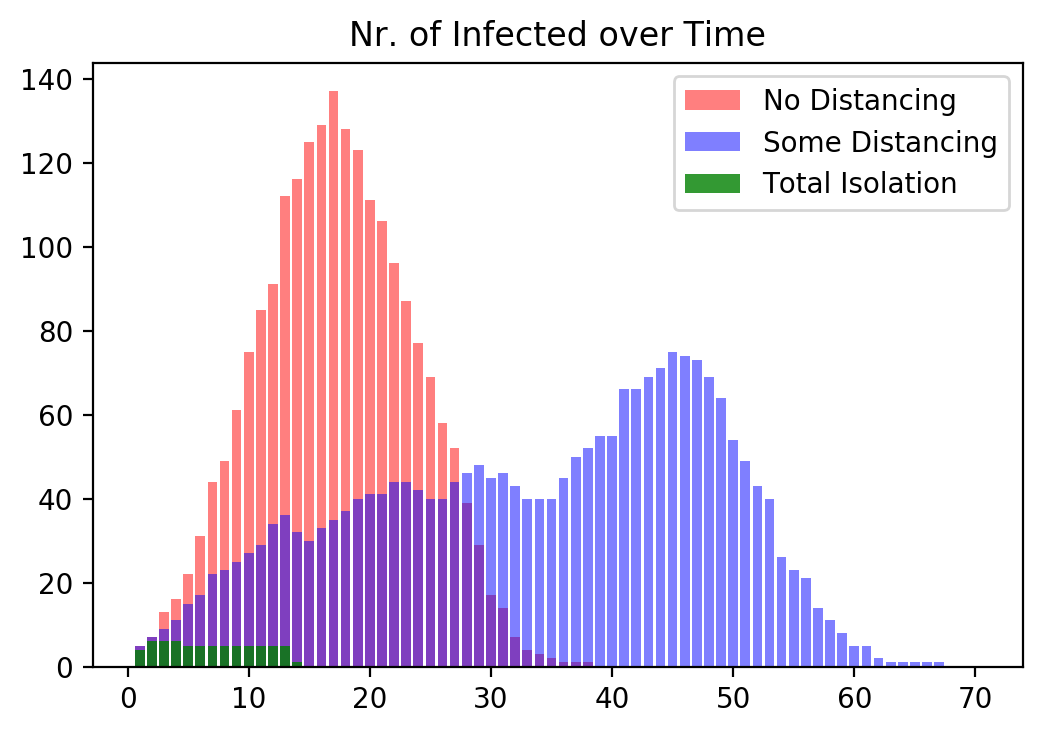 Nr. of Infected over Time
No Distancing
Some Distancing
Total Isolation
140
120
100
80
60
40
20
0
0 10 20 30 40 50 60 70